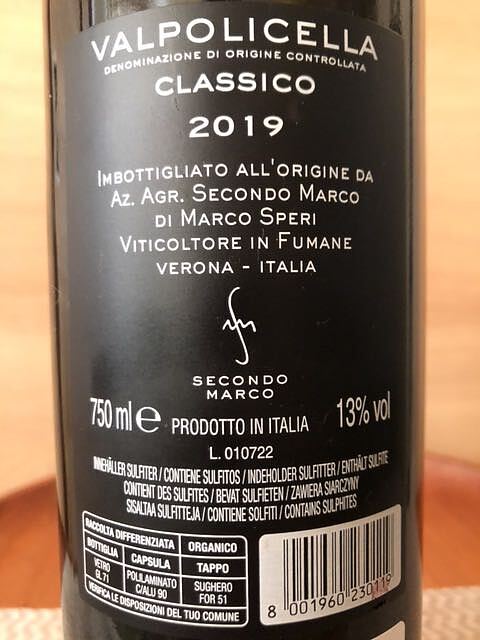 VALPOLICELLA
DENOMINAZIONE DI ORIGINE CONTROLLATA
CLASSICO
2019
IMBOTTIGLIATO ALL'ORIGINE DA
AZ. AGR. SECONDO MARCO
DI MARCO SPERI
VITICOLTORE IN FUMANE
VERONA - ITALIA
SECONDO
MARCO
750 ml e PRODOTTO IN ITALIA 13% vol
L. 010722
INNEHÅLLER SULFITER / CONTIENE SULFITOS / INDEHOLDER SULFITTER / ENTHÄLT SULFITE
CONTIENT DES SULFITES / BEVAT SULFIETEN / ZAWIERA SIARCZYNY
SISALTAA SULFITTEJA / CONTIENE SOLFITI / CONTAINS SULPHITES
RACCOLTA DIFFERENZIATA ORGANICO
BOTTIGLIA CAPSULA TAPPO
VETRO POULAMINATO SUGHERO
GL 71 C/ALU 90 FOR 51
VERIFICA LE DISPOSIZIONI DEL TUO COMUNE
8 001960 230119